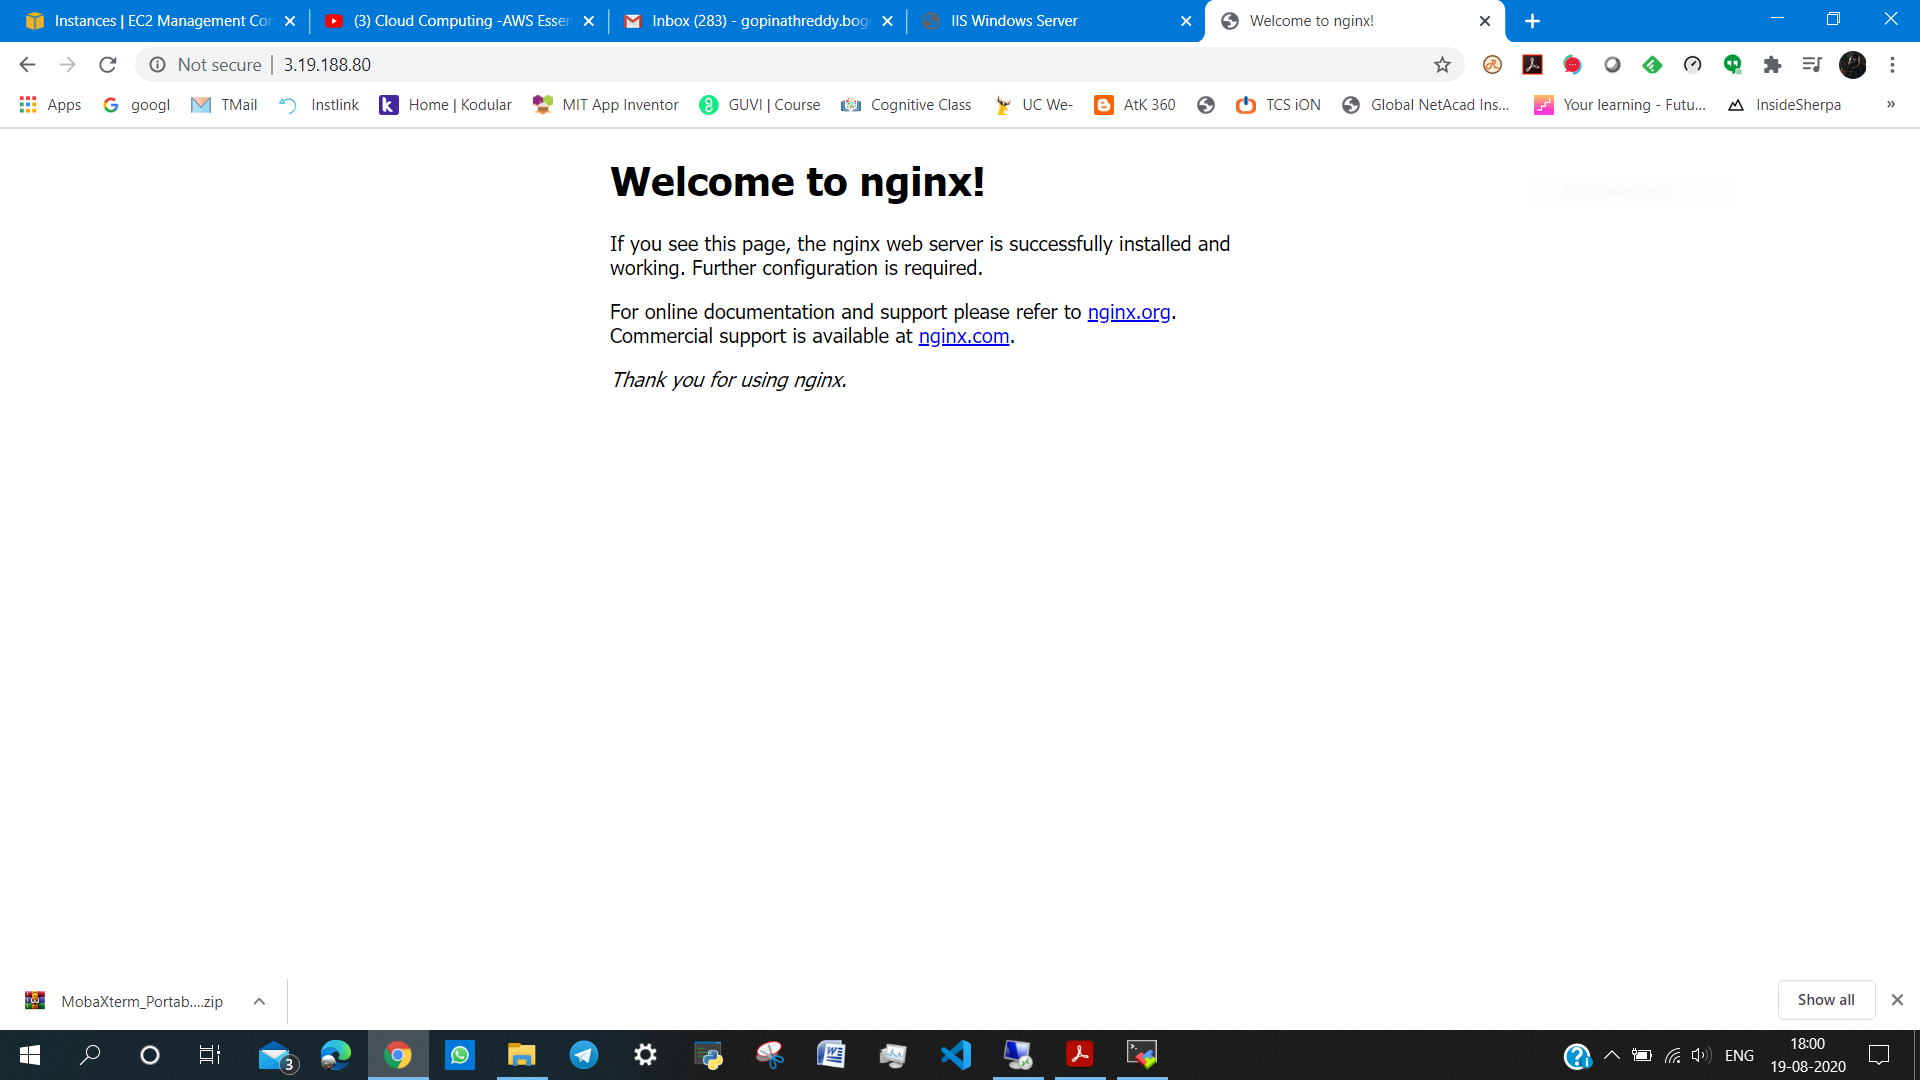 Instances | EC2 Management Con
(3) Cloud Computing -AWS Essen
Inbox (283) - gopinathreddy.bog
IIS Windows Server
Welcome to nginx!
Not secure
3.19.188.80
Apps
googl
TMail
Instlink
Home | Kodular
MIT App Inventor
GUVI | Course
Cognitive Class
UC We-
AtK 360
TCS iON
Global NetAcad Ins...
Your learning - Futu...
InsideSherpa
»
Welcome to nginx!
If you see this page, the nginx web server is successfully installed and
working. Further configuration is required.
For online documentation and support please refer to nginx.org.
Commercial support is available at nginx.com.
Thank you for using nginx.
Full-screen Snip
MobaXterm_Portab....zip
Show all
3
ENG
18:00
19-08-2020